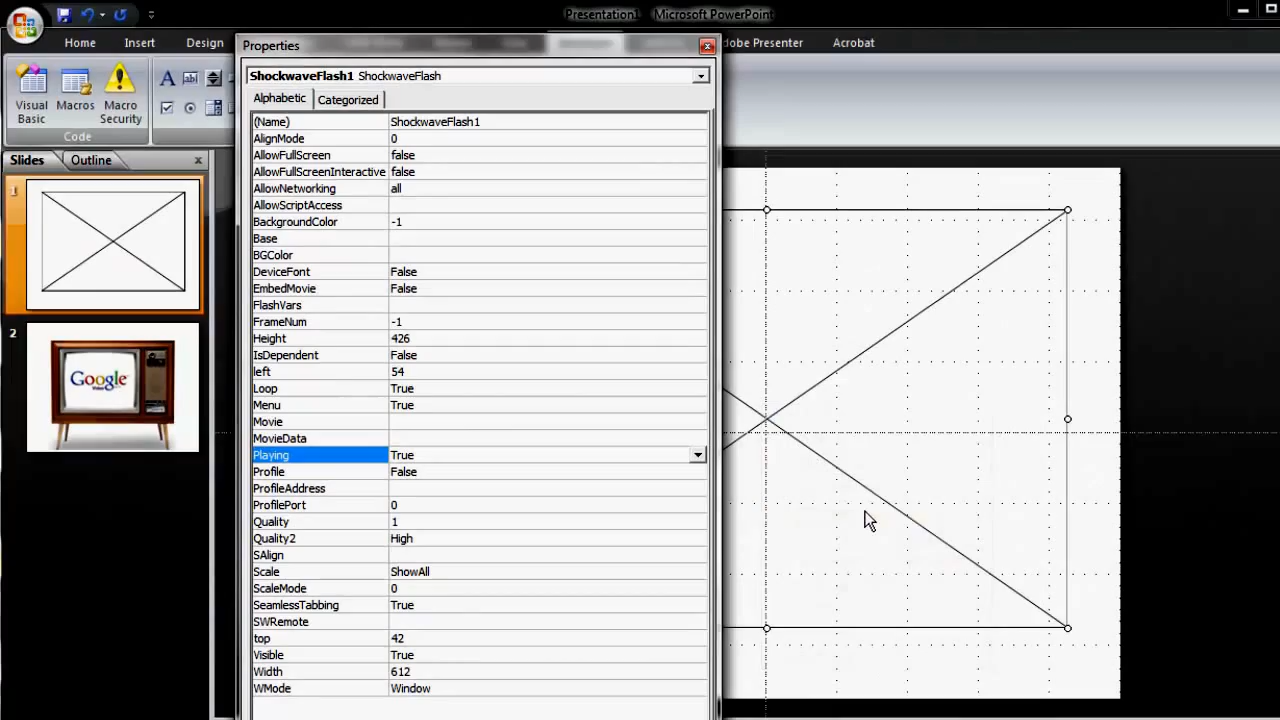 Presentation1 Microsoft PowerPoint
Home Insert Design dobe Presenter Acrobat
Properties
ShockwaveFlash1 ShockwaveFlash
Alphabetic Categorized
Visual Basic
Macros
Macro Security
Code
Slides Outline
(Name) ShockwaveFlash1
AlignMode 0
AllowFullScreen false
AllowFullScreenInteractive false
AllowNetworking all
AllowScriptAccess
BackgroundColor -1
Base
BGColor
DeviceFont False
EmbedMovie False
FlashVars
FrameNum -1
Height 426
IsDependent False
left 54
Loop True
Menu True
Movie
MovieData
Playing True
Profile False
ProfileAddress
ProfilePort 0
Quality 1
Quality2 High
SAlign
Scale ShowAll
ScaleMode 0
SeamlessTabbing True
SWRemote
top 42
Visible True
Width 612
WMode Window
1
2
Google